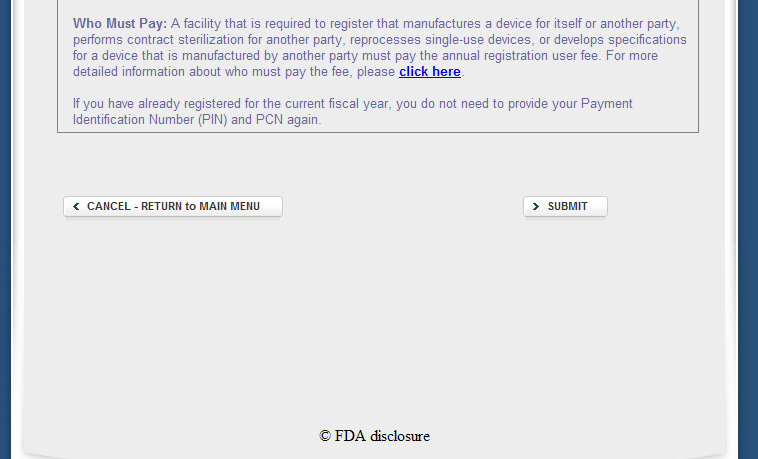 Who Must Pay: A facility that is required to register that manufactures a device for itself or another party,
performs contract sterilization for another party, reprocesses single-use devices, or develops specifications
for a device that is manufactured by another party must pay the annual registration user fee. For more
detailed information about who must pay the fee, please click here.
If you have already registered for the current fiscal year, you do not need to provide your Payment
Identification Number (PIN) and PCN again.
CANCEL - RETURN to MAIN MENU
SUBMIT
© FDA disclosure